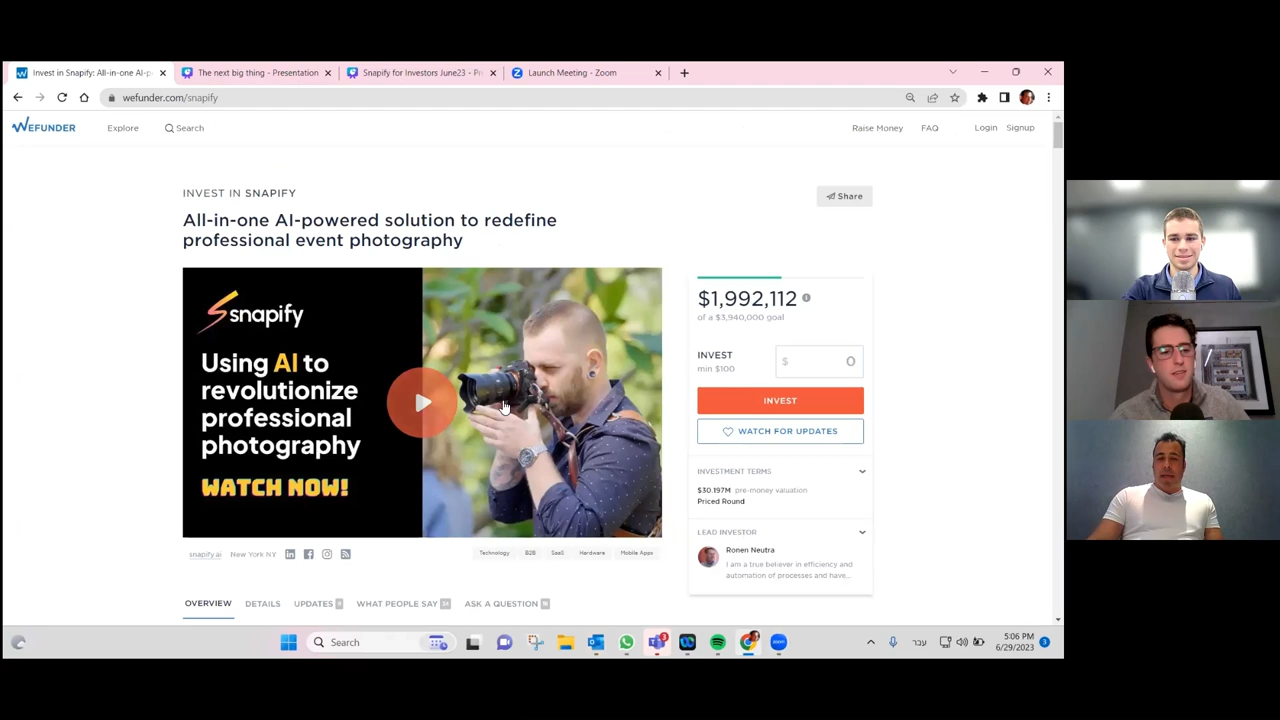 Invest in Snapify: All-in-one AI-p
The next big thing - Presentation
Snapify for Investors June23 - Pr
Launch Meeting - Zoom
wefunder.com/snapify
WEFUNDER
Explore
Search
Raise Money
FAQ
Login
Signup
INVEST IN SNAPIFY
Share
All-in-one AI-powered solution to redefine
professional event photography
snapify
Using AI to
revolutionize
professional
photography
WATCH NOW!
$1,992,112
of a $3,940,000 goal
INVEST
min $100
$ 0
INVEST
WATCH FOR UPDATES
INVESTMENT TERMS
$30.197M pre-money valuation
Priced Round
LEAD INVESTOR
Ronen Neutra
I am a true believer in efficiency and
automation of processes and have...
snapify.ai
New York NY
Technology
B2B
SaaS
Hardware
Mobile Apps
OVERVIEW
DETAILS
UPDATES
WHAT PEOPLE SAY
ASK A QUESTION
Search
3
עבר
5:06 PM
6/29/2023
3